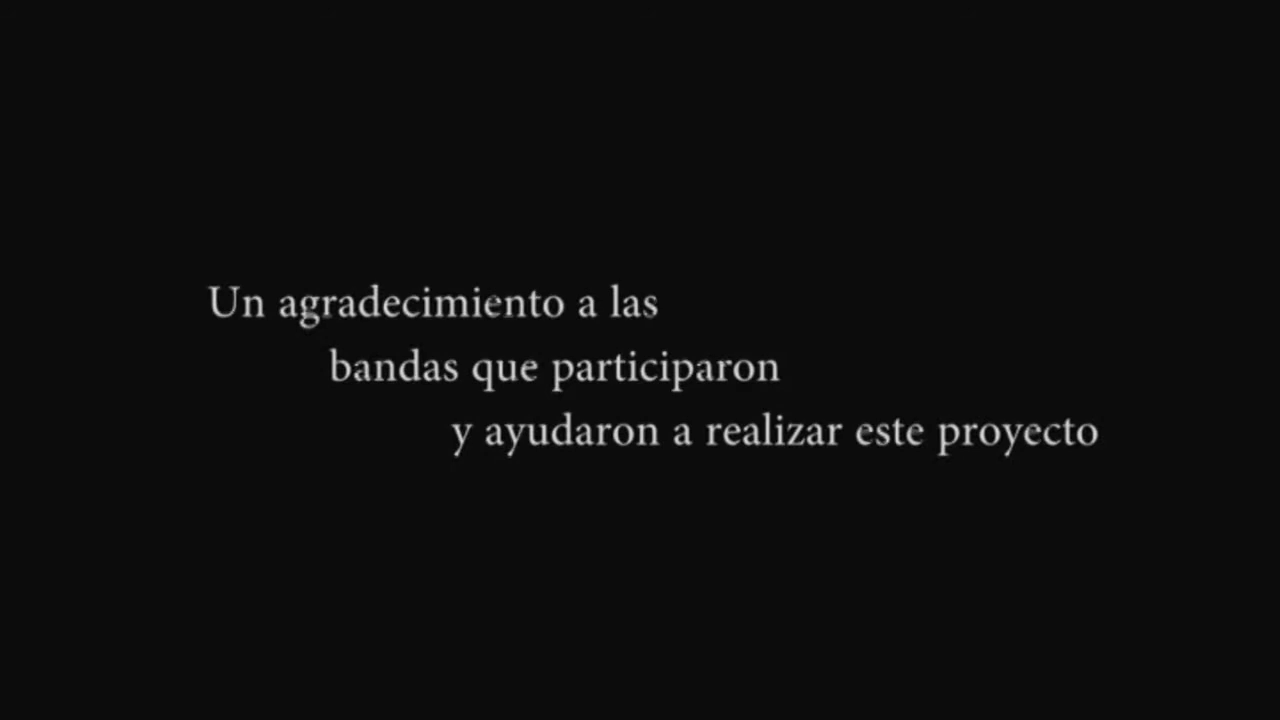 Un agradecimiento a las
bandas que participaron
y ayudaron a realizar este proyecto